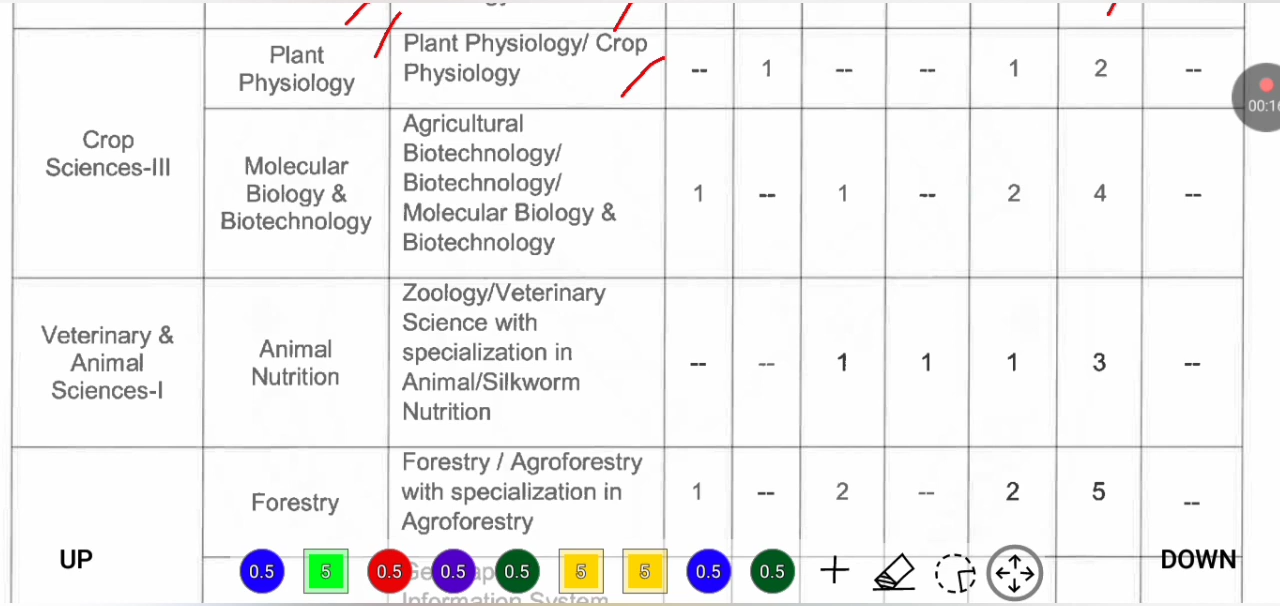 Plant
Physiology
Plant Physiology/ Crop
Physiology
-- 1 -- -- 1 2 --
Crop
Sciences-III
Molecular
Biology &
Biotechnology
Agricultural
Biotechnology/
Biotechnology/
Molecular Biology &
Biotechnology
1 -- 1 -- 2 4 --
Veterinary &
Animal
Sciences-I
Animal
Nutrition
Zoology/Veterinary
Science with
specialization in
Animal/Silkworm
Nutrition
-- -- 1 1 1 3 --
Forestry
Forestry / Agroforestry
with specialization in
Agroforestry
1 -- 2 -- 2 5 --
Information System
UP
0.5 5 0.5 0.5 0.5 5 5 0.5 0.5
DOWN